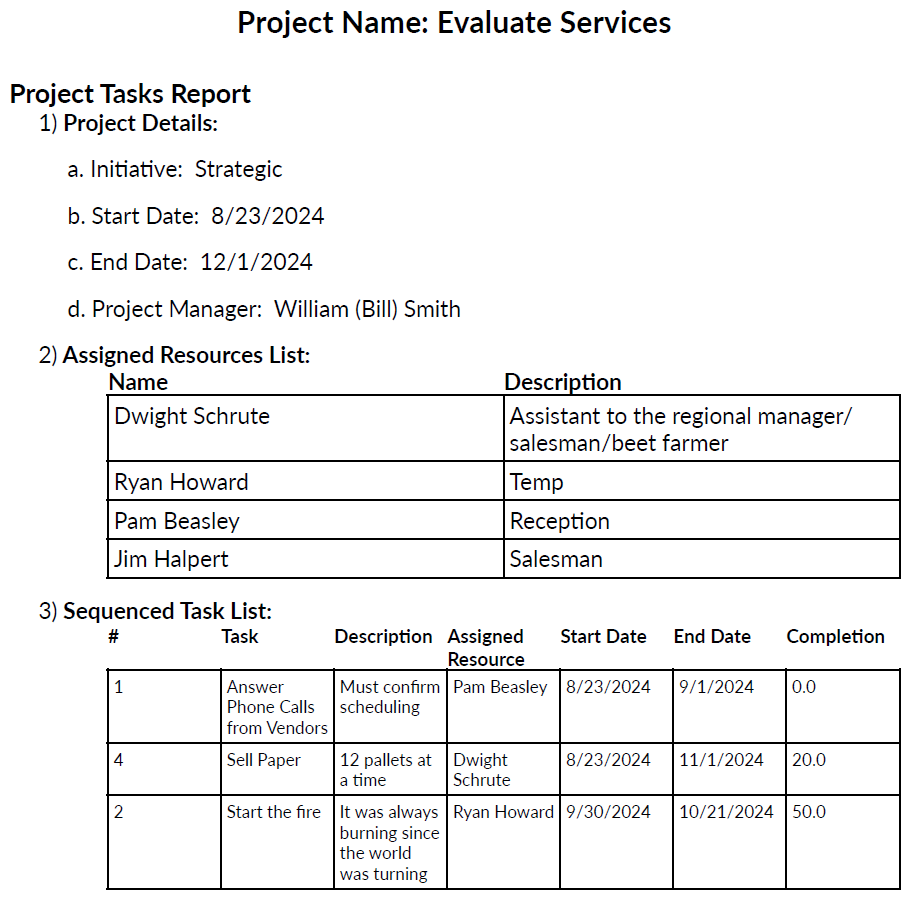 Project Name: Evaluate Services
Project Tasks Report
1) Project Details:
a. Initiative: Strategic
b. Start Date: 8/23/2024
c. End Date: 12/1/2024
d. Project Manager: William (Bill) Smith
2) Assigned Resources List:
Name Description
Dwight Schrute Assistant to the regional manager/
salesman/beet farmer
Ryan Howard Temp
Pam Beasley Reception
Jim Halpert Salesman
3) Sequenced Task List:
# Task Description Assigned Start Date End Date Completion
Resource
1 Answer Must confirm Pam Beasley 8/23/2024 9/1/2024 0.0
Phone Calls scheduling
from Vendors
4 Sell Paper 12 pallets at Dwight 8/23/2024 11/1/2024 20.0
a time Schrute
2 Start the fire It was always Ryan Howard 9/30/2024 10/21/2024 50.0
burning since
the world
was turning